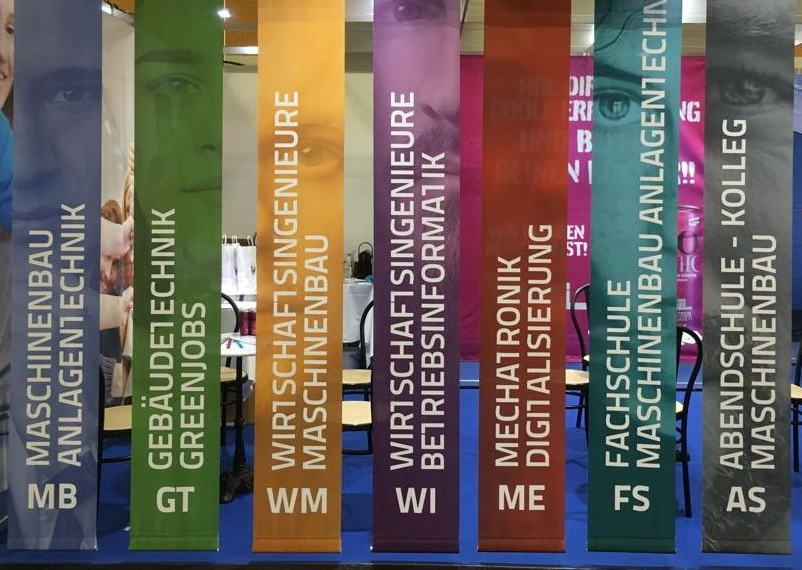 MASCHINENBAU
ANLAGENTECHNIK
MB
GEBÄUDETECHNIK
GREENJOBS
GT
WIRTSCHAFTSINGENIEURE
MASCHINENBAU
WM
WIRTSCHAFTSINGENIEURE
BETRIEBSINFORMATIK
WI
MECHATRONIK
DIGITALISIERUNG
ME
FACHSCHULE
MASCHINENBAU ANLAGENTECHN
FS
ABENDSCHULE - KOLLEG
MASCHINENBAU
AS